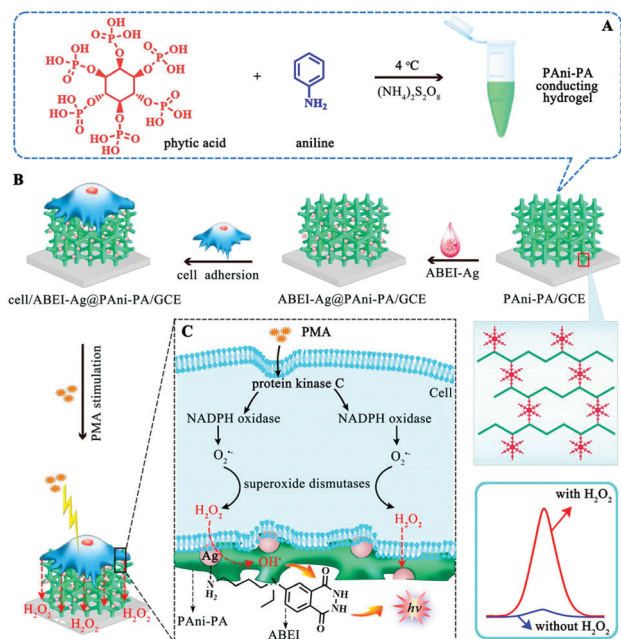 A
OH
HO-P=O
O
O
O=P-OH
OH
OH
HO-P=O
O
O
O=P-OH
OH
O
HO-P=O
OH
O
O=P-OH
OH
phytic acid
+
NH₂
aniline
4 °C
(NH₄)₂S₂O₈
PAni-PA
conducting
hydrogel
B
cell/ABEI-Ag@PAni-PA/GCE
cell adhesion
ABEI-Ag@PAni-PA/GCE
ABEI-Ag
PAni-PA/GCE
PMA stimulation
H₂O₂
H₂O₂
H₂O₂
H₂O₂
C
PMA
Cell
protein kinase C
NADPH oxidase
NADPH oxidase
O₂•-
O₂•-
superoxide dismutases
H₂O₂
H₂O₂
Ag
OH•
N
H₂
N
O
NH
NH
O
PAni-PA
ABEI
hν
with H₂O₂
without H₂O₂